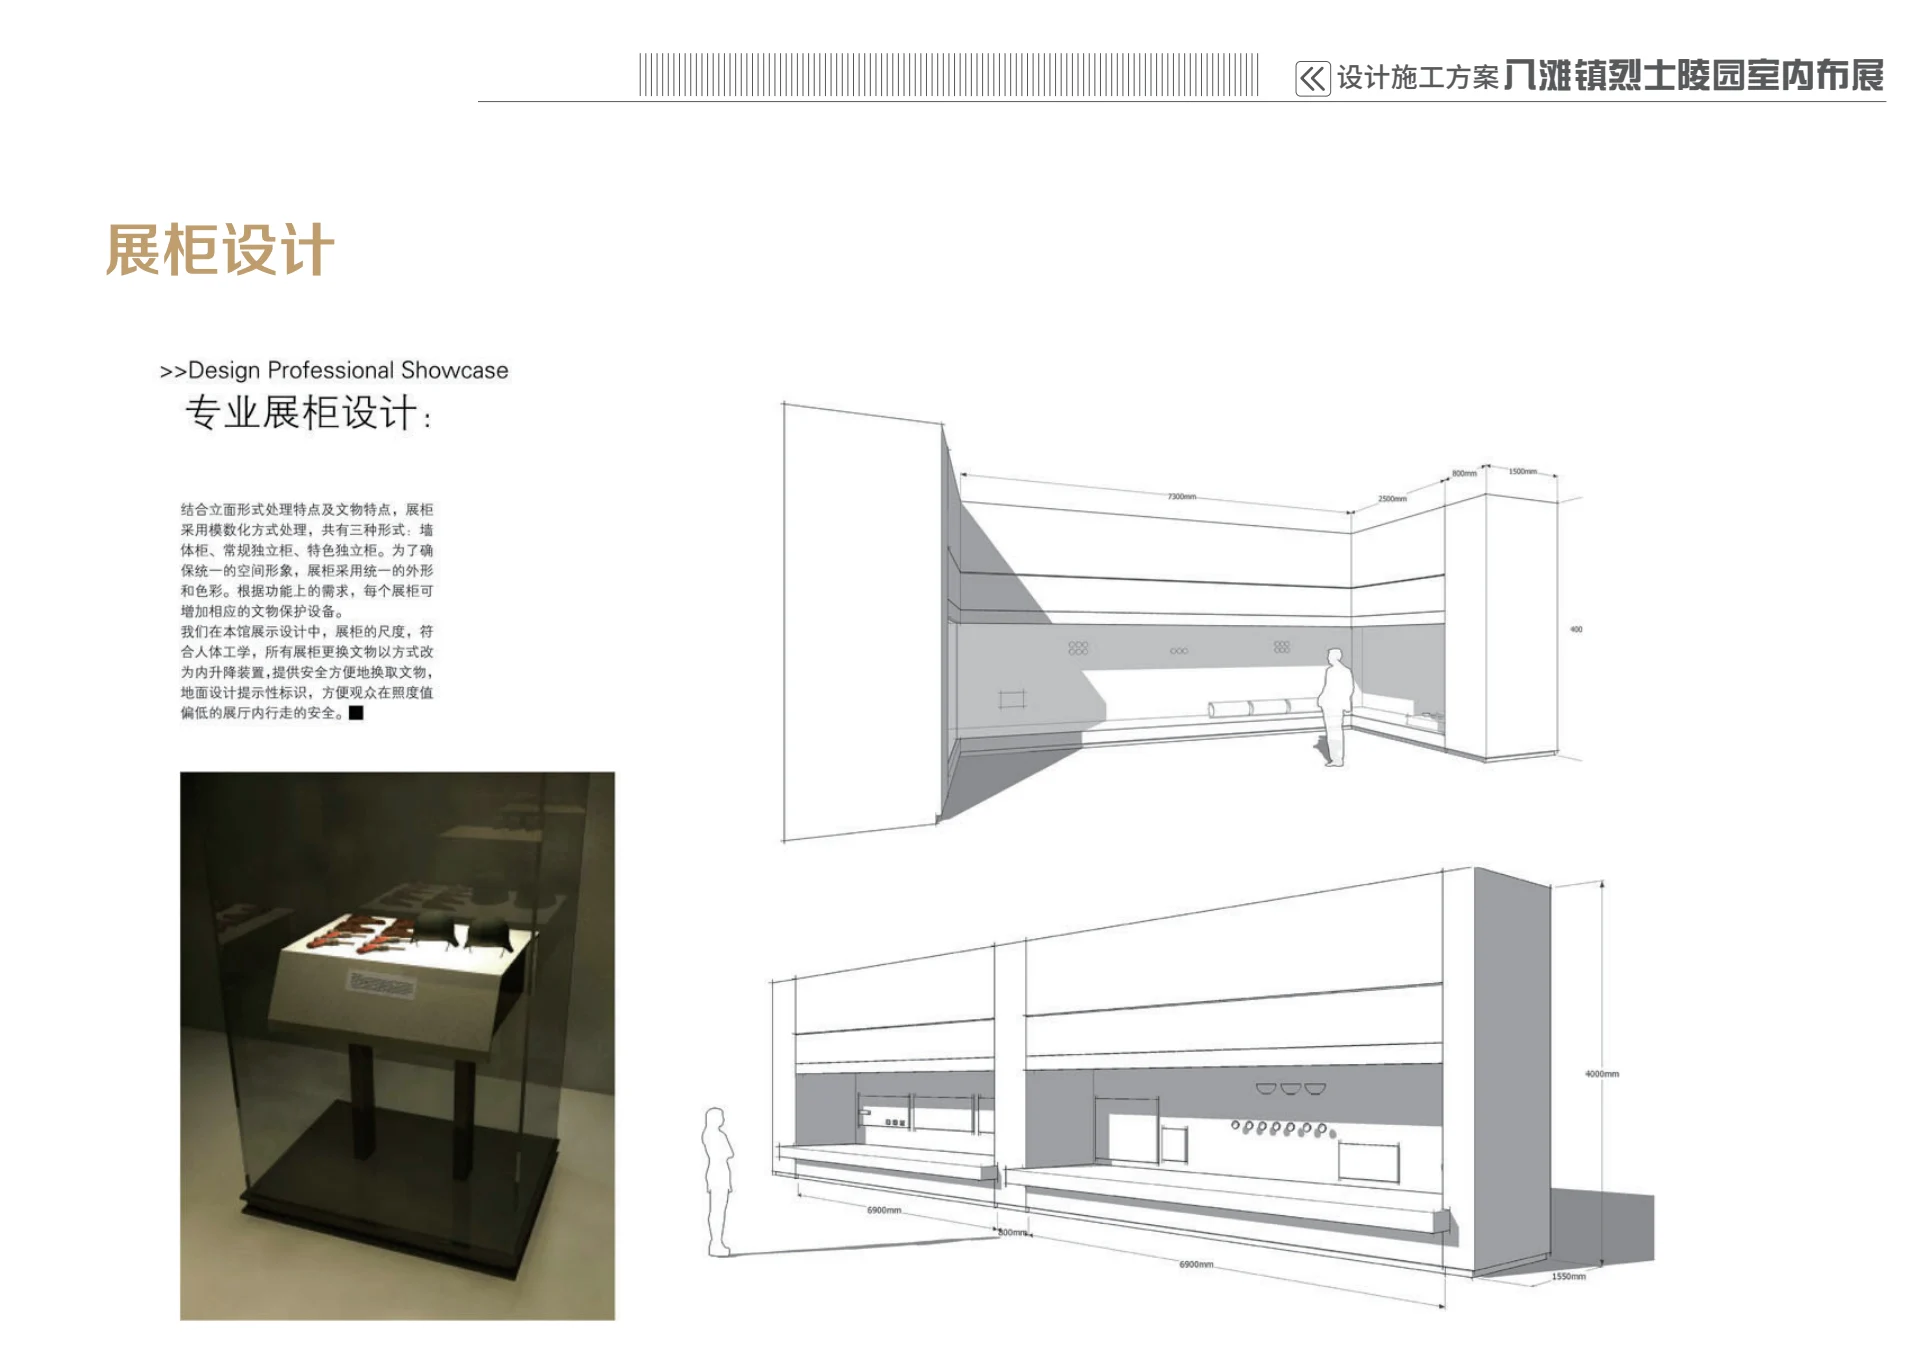 设计施工方案 八滩镇烈士陵园室内布展
展柜设计
>>Design Professional Showcase
专业展柜设计：
结合立面形式处理特点及文物特点，展柜
采用模数化方式处理，共有三种形式：墙
体柜、常规独立柜、特色独立柜。为了确
保统一的空间形象，展柜采用统一的外形
和色彩。根据功能上的需求，每个展柜可
增加相应的文物保护设备。
我们在本馆展示设计中，展柜的尺度，符
合人体工学，所有展柜更换文物以方式改
为内升降装置，提供安全方便地换取文物，
地面设计提示性标识，方便观众在照度值
偏低的展厅内行走的安全。
7300mm
2500mm
800mm
1500mm
400
4000mm
6900mm
800mm
6900mm
1550mm